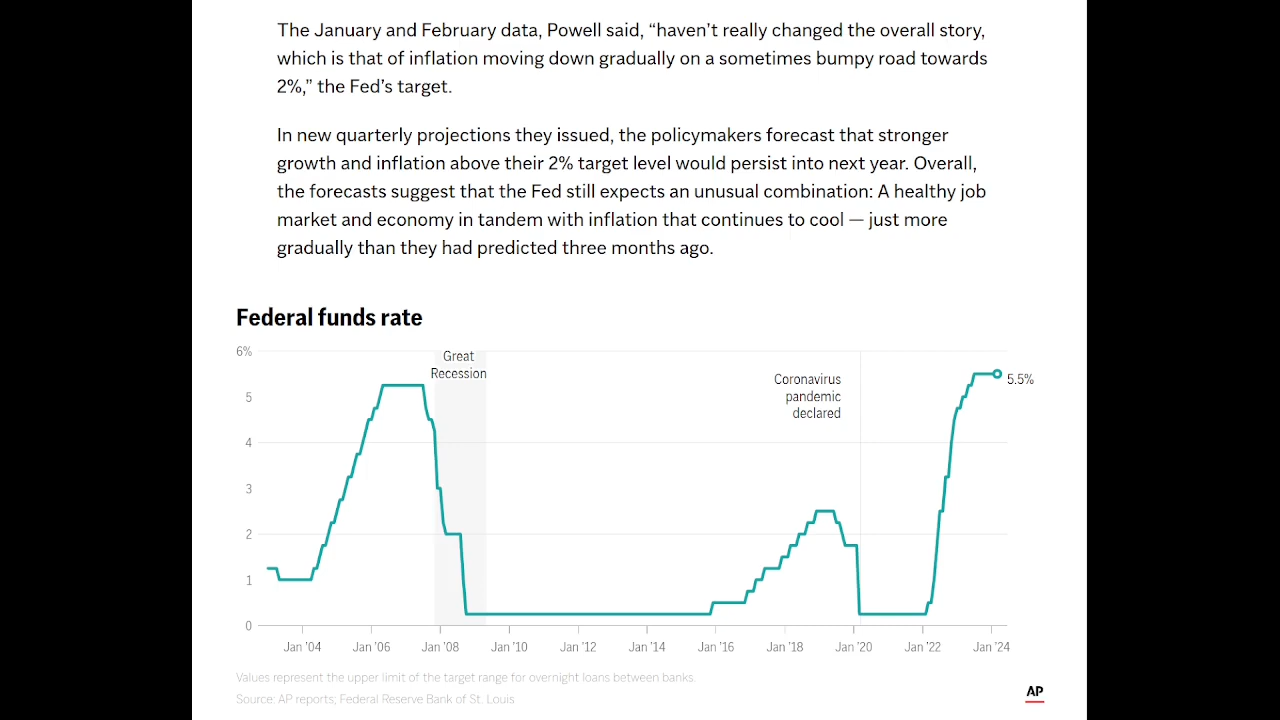 The January and February data, Powell said, “haven’t really changed the overall story,
which is that of inflation moving down gradually on a sometimes bumpy road towards
2%,” the Fed’s target.
In new quarterly projections they issued, the policymakers forecast that stronger
growth and inflation above their 2% target level would persist into next year. Overall,
the forecasts suggest that the Fed still expects an unusual combination: A healthy job
market and economy in tandem with inflation that continues to cool — just more
gradually than they had predicted three months ago.
Federal funds rate
6%
Great
Recession
Coronavirus
pandemic
declared
5.5%
5
4
3
2
1
0
Jan ’04
Jan ’06
Jan ’08
Jan ’10
Jan ’12
Jan ’14
Jan ’16
Jan ’18
Jan ’20
Jan ’22
Jan ’24
Values represent the upper limit of the target range for overnight loans between banks.
Source: AP reports; Federal Reserve Bank of St. Louis
AP